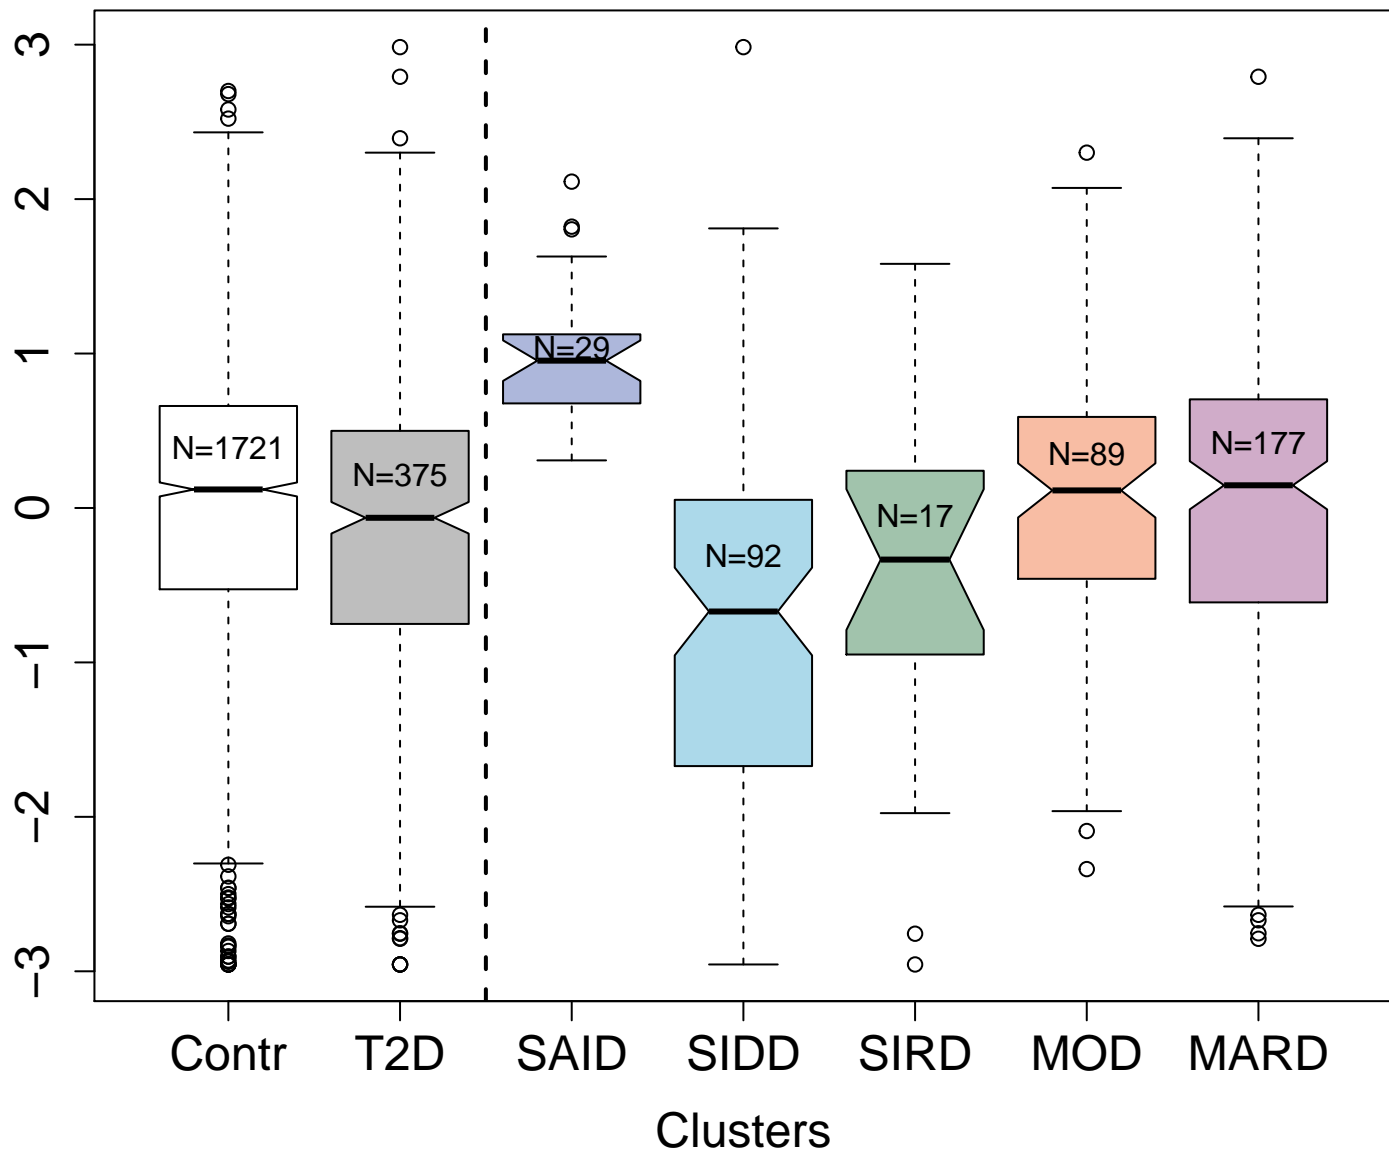 3
2
1
0
−1
−2
−3
N=1721
N=375
N=29
N=92
N=17
N=89
N=177
Contr T2D SAID SIDD SIRD MOD MARD
Clusters